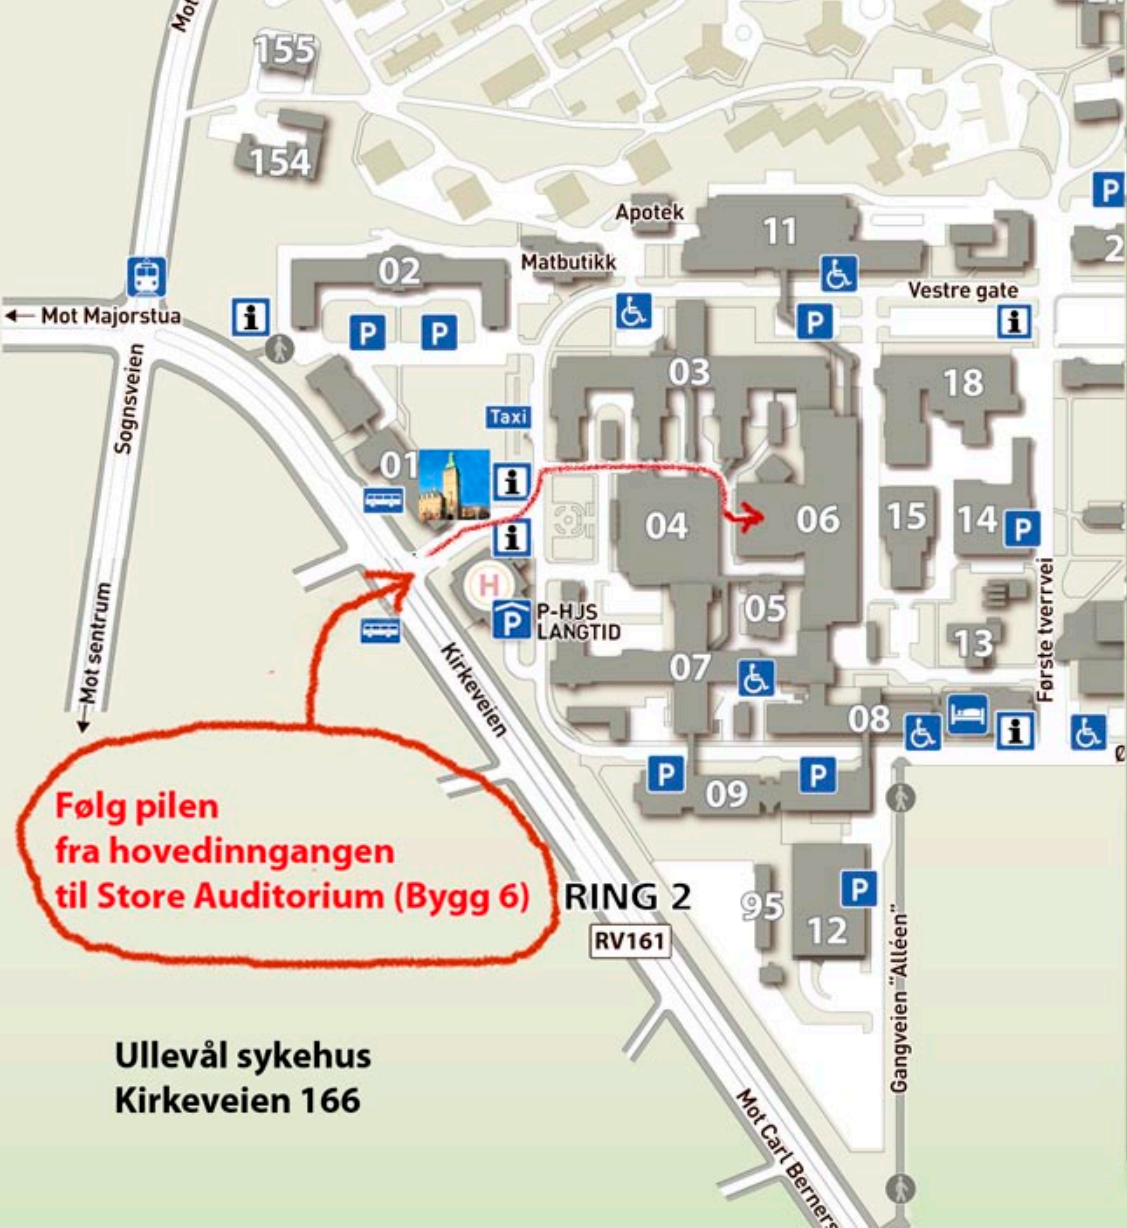 Mot
155
154
Apotek
11
P
2
02
Matbutikk
Vestre gate
i
← Mot Majorstua
P
P
P
i
03
18
Sognsveien
Taxi
01
i
04
06
15
14
P
i
H
P
P-HJS
LANGTID
05
13
Første tverrvei
Mot sentrum
Kirkeveien
07
08
i
P
P
09
Følg pilen
fra hovedinngangen
til Store Auditorium (Bygg 6)
RING 2
RV161
95
12
P
Gangveien "Alléen"
Ullevål sykehus
Kirkeveien 166
Mot Carl Berners